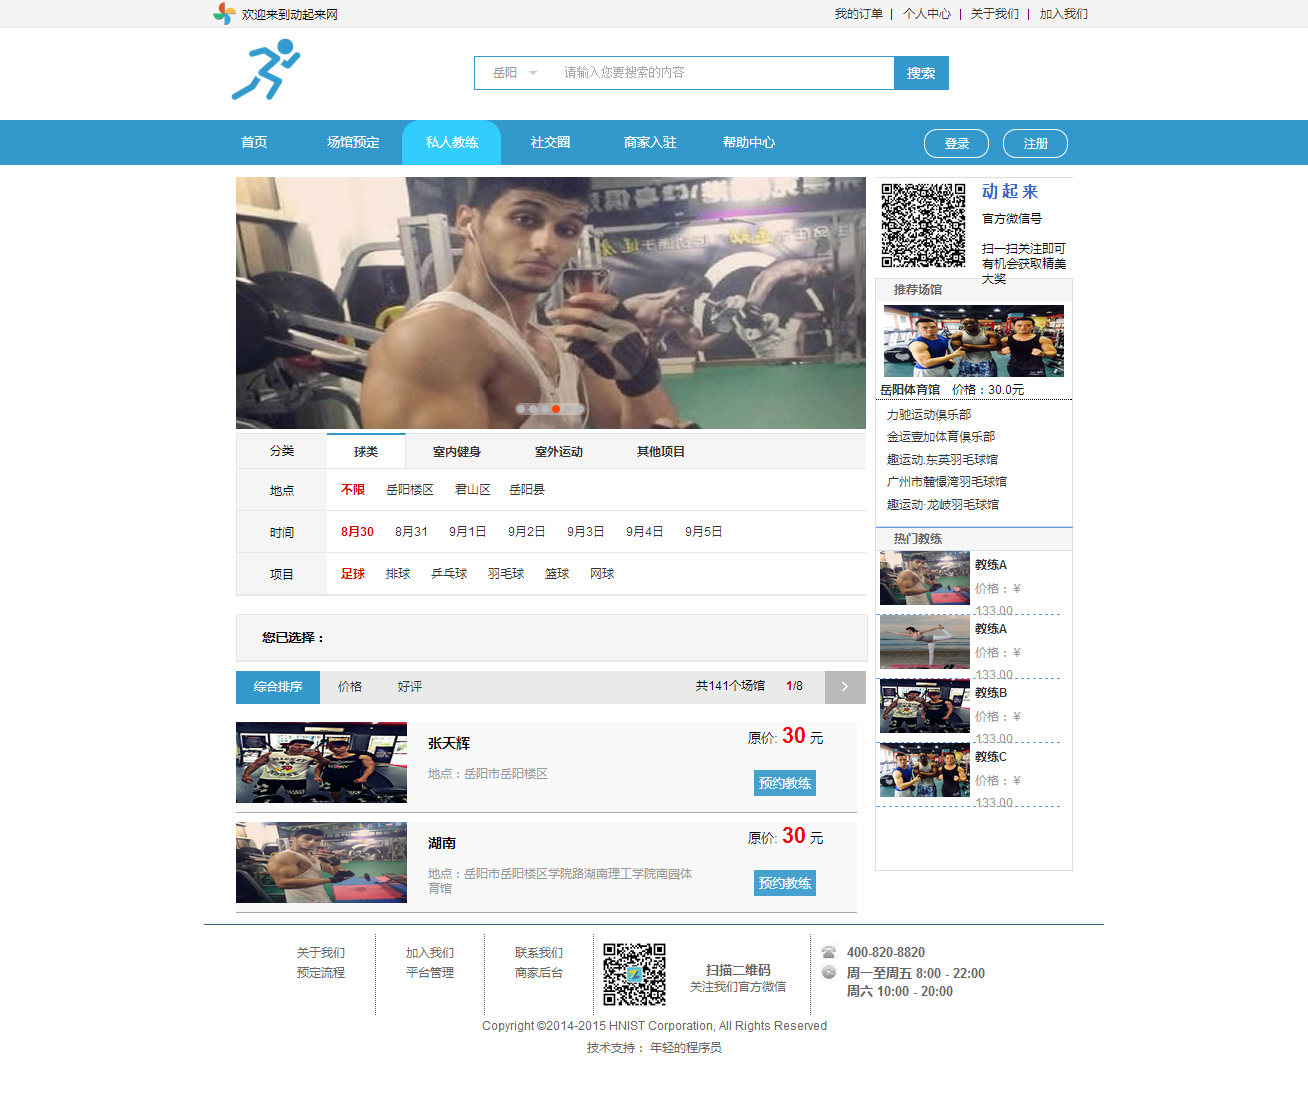 欢迎来到动起来网
我的订单 | 个人中心 | 关于我们 | 加入我们
岳阳 请输入您要搜索的内容 搜索
首页 场馆预定 私人教练 社交圈 商家入驻 帮助中心 登录 注册
动起来
官方微信号
扫一扫关注即可
有机会获取精美
大奖
推荐场馆
岳阳体育馆 价格：30.0元
力驰运动俱乐部
金运壹加体育俱乐部
趣运动.东英羽毛球馆
广州市麓憬湾羽毛球馆
趣运动·龙岐羽毛球馆
热门教练
教练A
价格：¥
133.00
教练A
价格：¥
133.00
教练B
价格：¥
133.00
教练C
价格：¥
133.00
分类 球类 室内健身 室外运动 其他项目
地点 不限 岳阳楼区 君山区 岳阳县
时间 8月30 8月31 9月1日 9月2日 9月3日 9月4日 9月5日
项目 足球 排球 乒乓球 羽毛球 篮球 网球
您已选择：
综合排序 价格 好评 共141个场馆 1/8
张天辉 原价: 30 元
地点：岳阳市岳阳楼区 预约教练
湖南 原价: 30 元
地点：岳阳市岳阳楼区学院路湖南理工学院南园体
育馆
预约教练
关于我们 加入我们 联系我们
预定流程 平台管理 商家后台
扫描二维码
关注我们官方微信
400-820-8820
周一至周五 8:00 - 22:00
周六 10:00 - 20:00
Copyright ©2014-2015 HNIST Corporation, All Rights Reserved
技术支持： 年轻的程序员